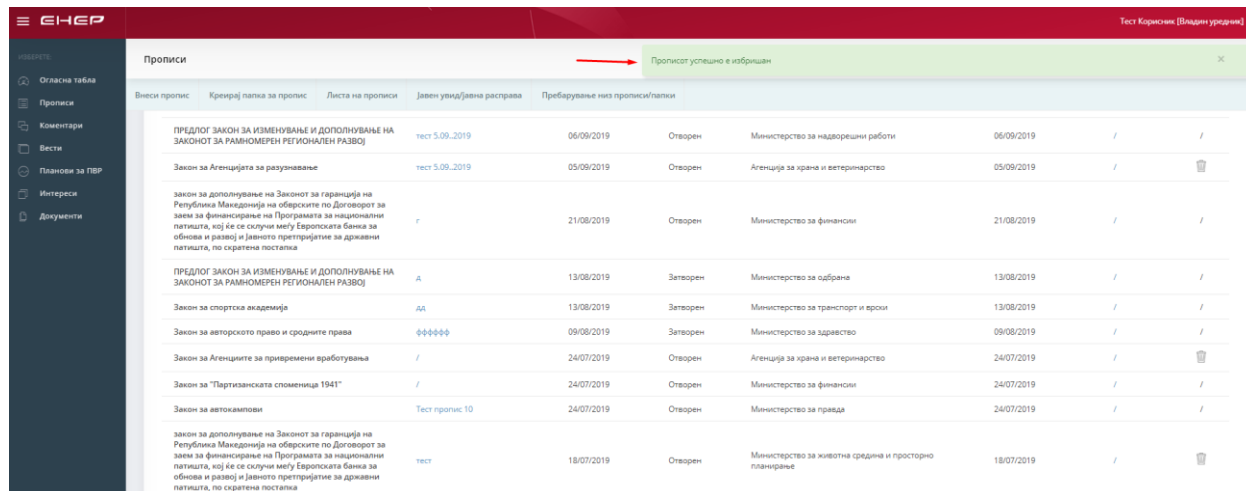 ЕНЕР
Тест Корисник [Владин уредник]
ИЗБЕРЕТЕ:
Огласна табла
Прописи
Коментари
Вести
Планови за ПВР
Интереси
Документи
Прописи
Прописот успешно е избришан
Внеси пропис Креирај папка за пропис Листа на прописи Јавен увид/јавна расправа Пребарување низ прописи/папки
ПРЕДЛОГ ЗАКОН ЗА ИЗМЕНУВАЊЕ И ДОПОЛНУВАЊЕ НА
ЗАКОНОТ ЗА РАМНОМЕРЕН РЕГИОНАЛЕН РАЗВОЈ тест 5.09..2019 06/09/2019 Отворен Министерство за надворешни работи 06/09/2019 / /
Закон за Агенцијата за разузнавање тест 5.09..2019 05/09/2019 Отворен Агенција за храна и ветеринарство 05/09/2019 /
закон за дополнување на Законот за гаранција на
Република Македонија на обврските по Договорот за
заем за финансирање на Програмата за национални
патишта, кој ќе се склучи меѓу Европската банка за
обнова и развој и Јавното претпријатие за државни
патишта, по скратена постапка г 21/08/2019 Отворен Министерство за финансии 21/08/2019 / /
ПРЕДЛОГ ЗАКОН ЗА ИЗМЕНУВАЊЕ И ДОПОЛНУВАЊЕ НА
ЗАКОНОТ ЗА РАМНОМЕРЕН РЕГИОНАЛЕН РАЗВОЈ д 13/08/2019 Затворен Министерство за одбрана 13/08/2019 / /
Закон за спортска академија дд 13/08/2019 Затворен Министерство за транспорт и врски 13/08/2019 / /
Закон за авторското право и сродните права фффффф 09/08/2019 Затворен Министерство за здравство 09/08/2019 / /
Закон за Агенциите за привремени вработувања / 24/07/2019 Отворен Агенција за храна и ветеринарство 24/07/2019 /
Закон за "Партизанската споменица 1941" / 24/07/2019 Отворен Министерство за финансии 24/07/2019 / /
Закон за автокампови Тест пропис 10 24/07/2019 Отворен Министерство за правда 24/07/2019 / /
закон за дополнување на Законот за гаранција на
Република Македонија на обврските по Договорот за
заем за финансирање на Програмата за национални
патишта, кој ќе се склучи меѓу Европската банка за
обнова и развој и Јавното претпријатие за државни
патишта, по скратена постапка тест 18/07/2019 Отворен Министерство за животна средина и просторно
планирање 18/07/2019 /